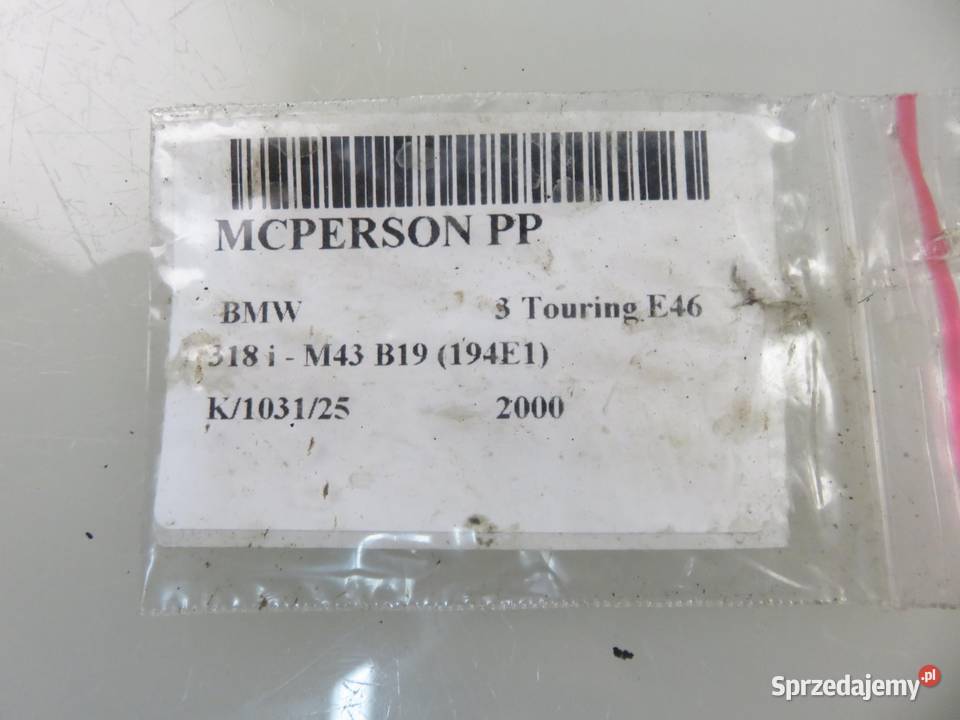 MCPERSON PP
BMW 3 Touring E46
318 i - M43 B19 (194E1)
K/1031/25 2000
Sprzedajemy.pl